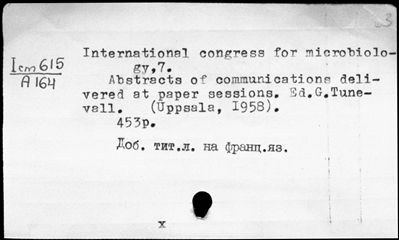 Icm 615
A 164
International congress for microbiolo-
gy,7.
Abstracts of communications deli-
vered at paper sessions. Ed.G.Tune-
vall. (Uppsala, 1958).
453p.
Доб. тит.л. на франц.яз.
x